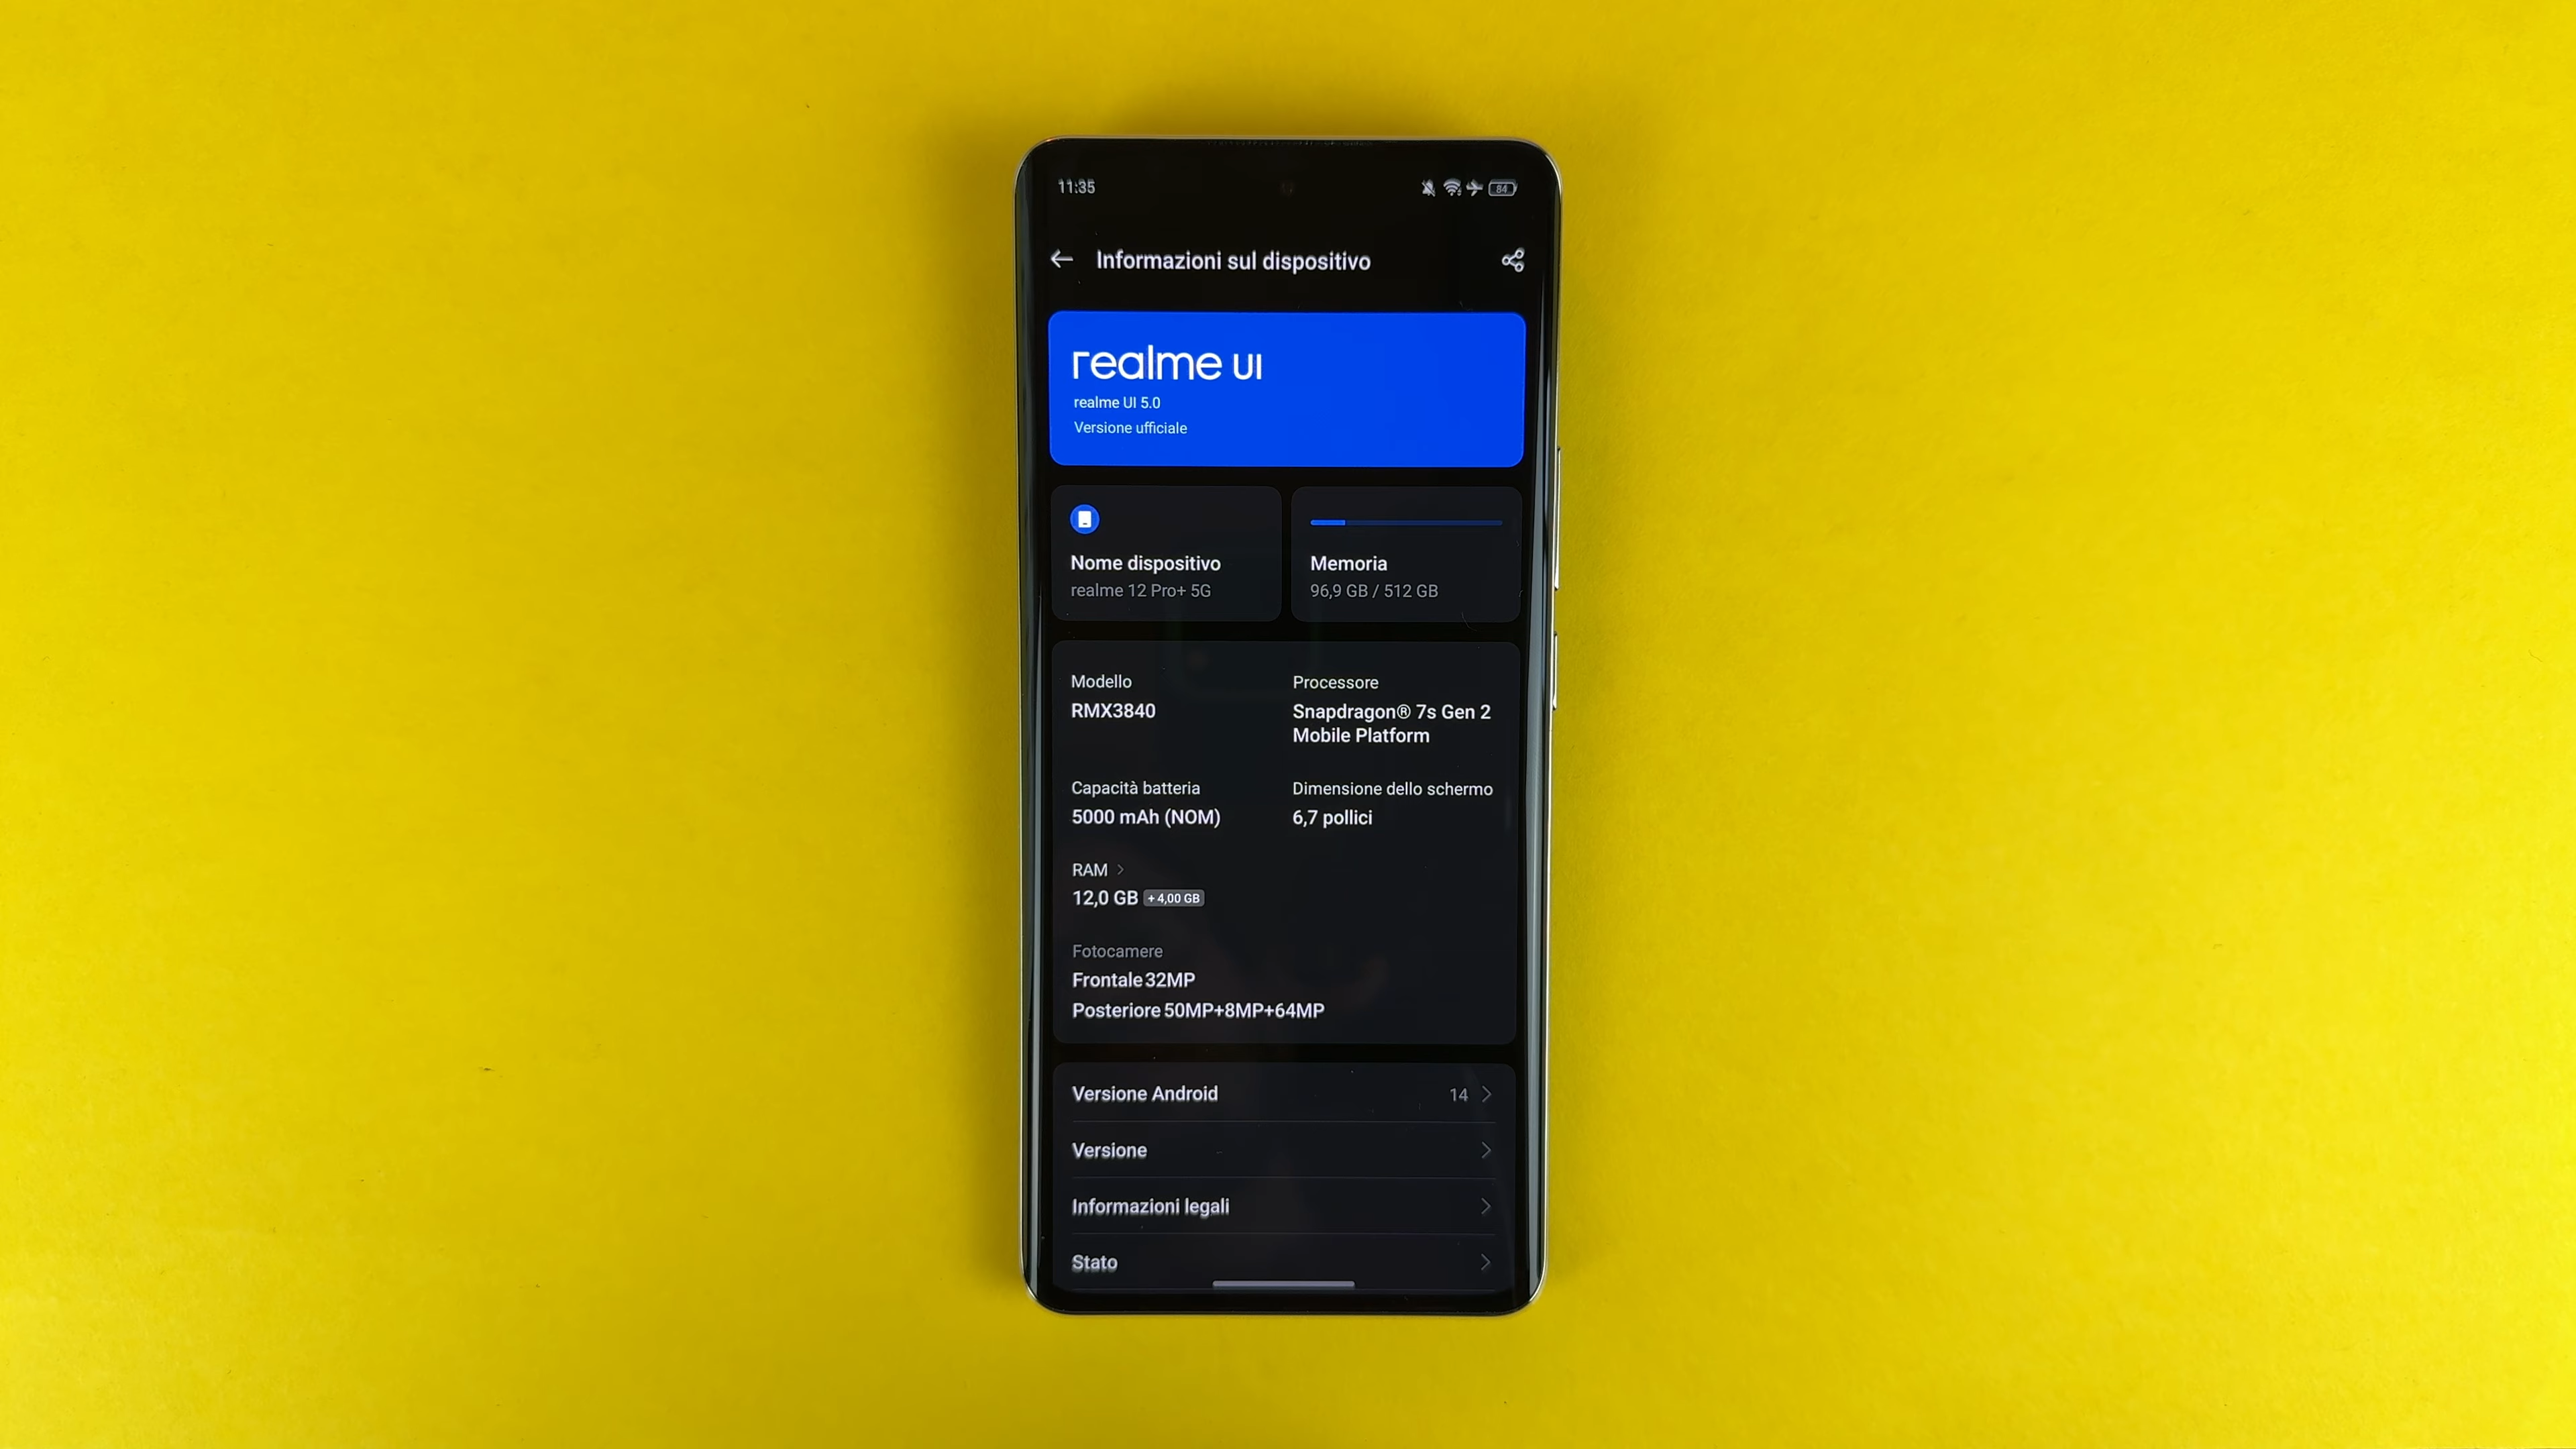 11:35
84
Informazioni sul dispositivo
realme UI
realme UI 5.0
Versione ufficiale
Nome dispositivo
realme 12 Pro+ 5G
Memoria
96,9 GB / 512 GB
Modello
RMX3840
Processore
Snapdragon® 7s Gen 2
Mobile Platform
Capacità batteria
5000 mAh (NOM)
Dimensione dello schermo
6,7 pollici
RAM
12,0 GB + 4,00 GB
Fotocamere
Frontale 32MP
Posteriore 50MP+8MP+64MP
Versione Android 14
Versione
Informazioni legali
Stato